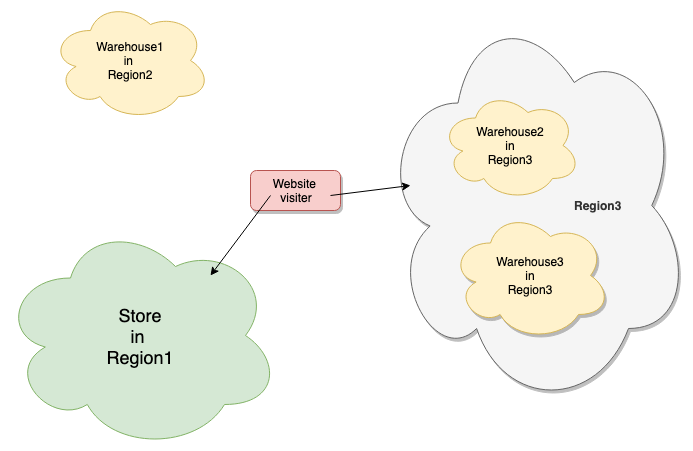 Warehouse1
in
Region2
Warehouse2
in
Region3
Website
visiter
Region3
Warehouse3
in
Region3
Store
in
Region1